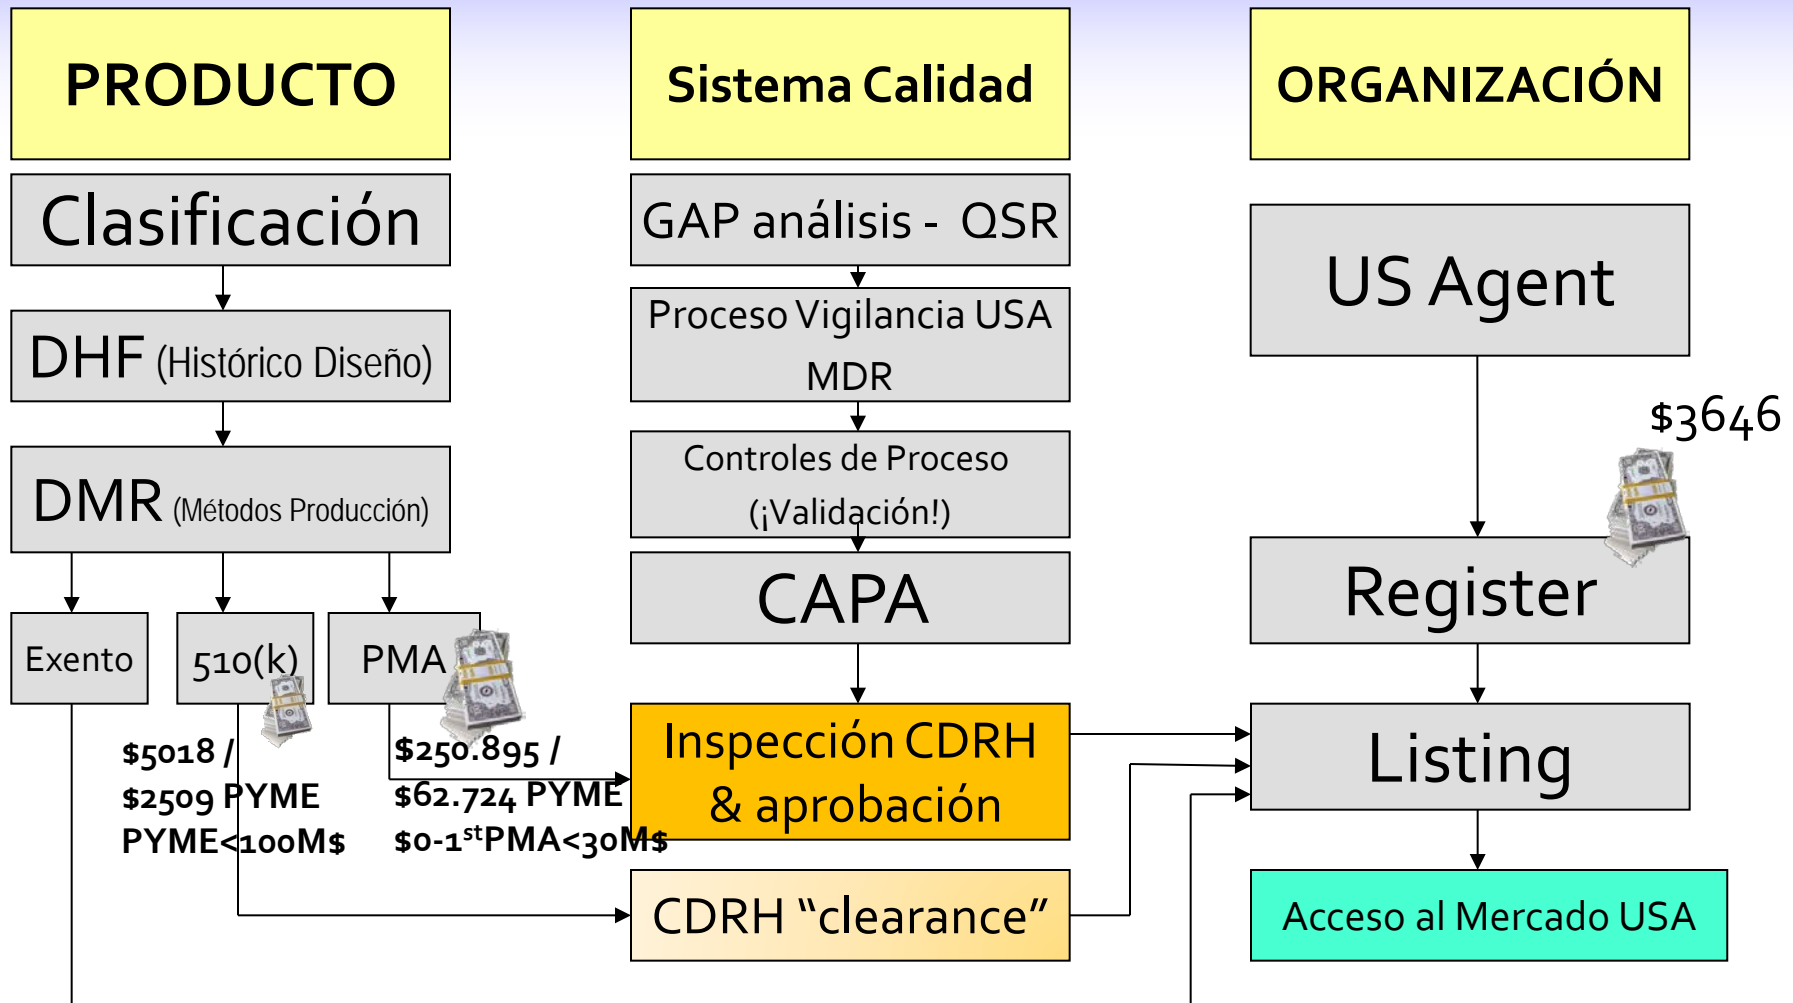 PRODUCTO
Clasificación
DHF (Histórico Diseño)
DMR (Métodos Producción)
Exento
510(k)
PMA
$5018 /
$2509 PYME
PYME<100M$
$250.895 /
$62.724 PYME
$0-1stPMA<30M$
Sistema Calidad
GAP análisis - QSR
Proceso Vigilancia USA
MDR
Controles de Proceso
(¡Validación!)
CAPA
Inspección CDRH
& aprobación
CDRH “clearance”
ORGANIZACIÓN
US Agent
$3646
Register
Listing
Acceso al Mercado USA